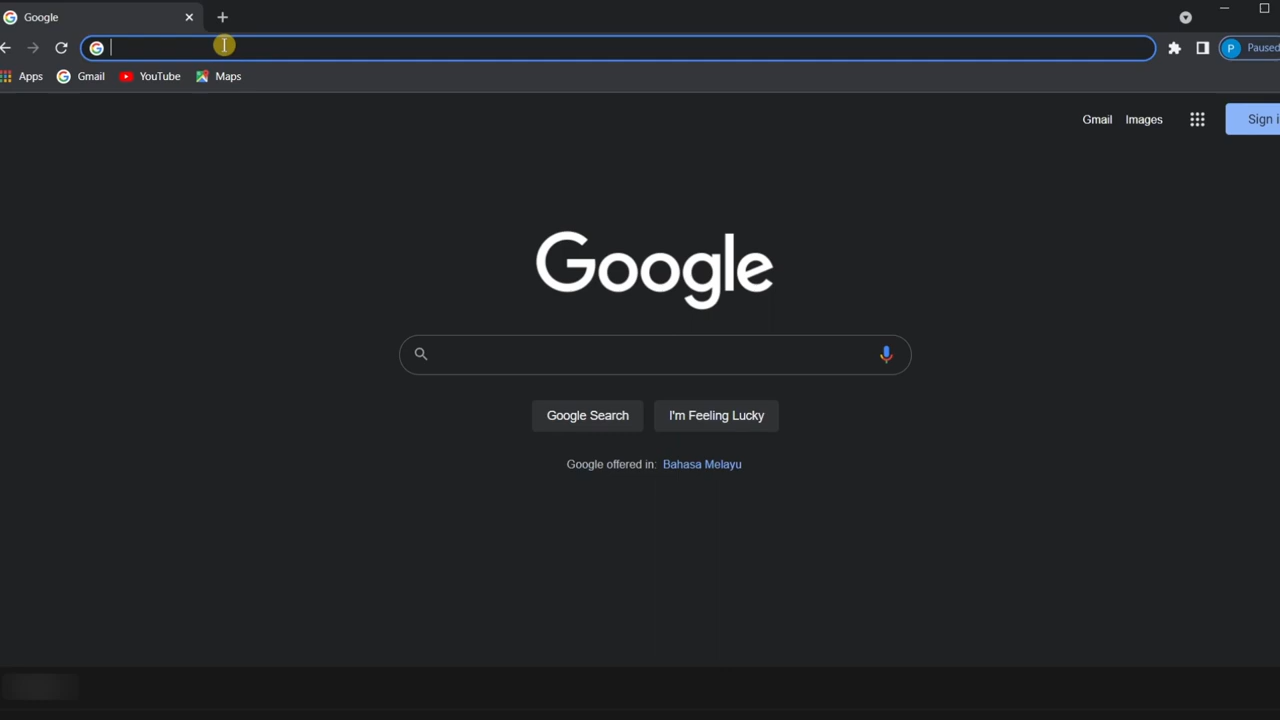 Google
Paused
Apps
Gmail
YouTube
Maps
Gmail
Images
Sign i
Google
Google Search
I'm Feeling Lucky
Google offered in: Bahasa Melayu